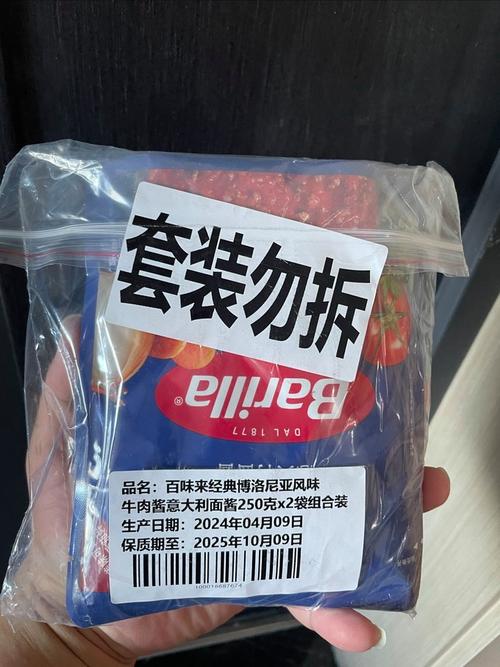 套装勿拆
Barilla®
DAL 1877
品名：百味来经典博洛尼亚风味
牛肉酱意大利面酱250克x2袋组合装
生产日期：2024年04月09日
保质期至：2025年10月09日